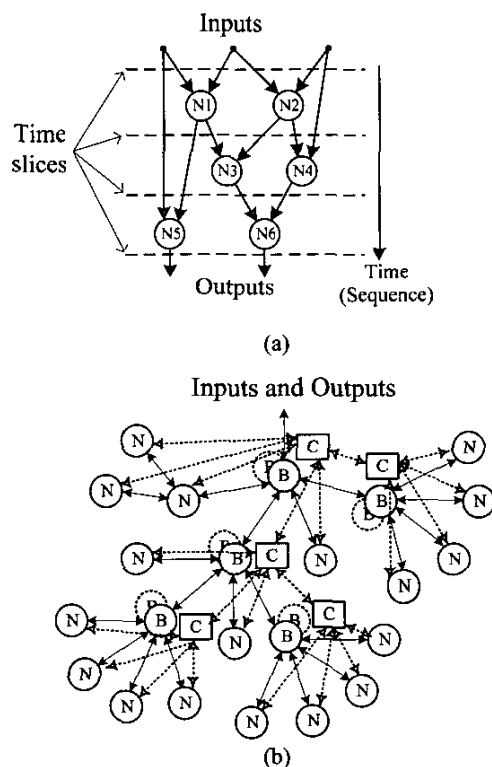 Inputs
N1 N2
Time
slices
N3 N4
N5 N6
Time
Outputs
(Sequence)
(a)
Inputs and Outputs
N C N
B C
B
N N B B
N
B
N B C N N
N
B C B C
N B N B N
N
N N N N N N
(b)